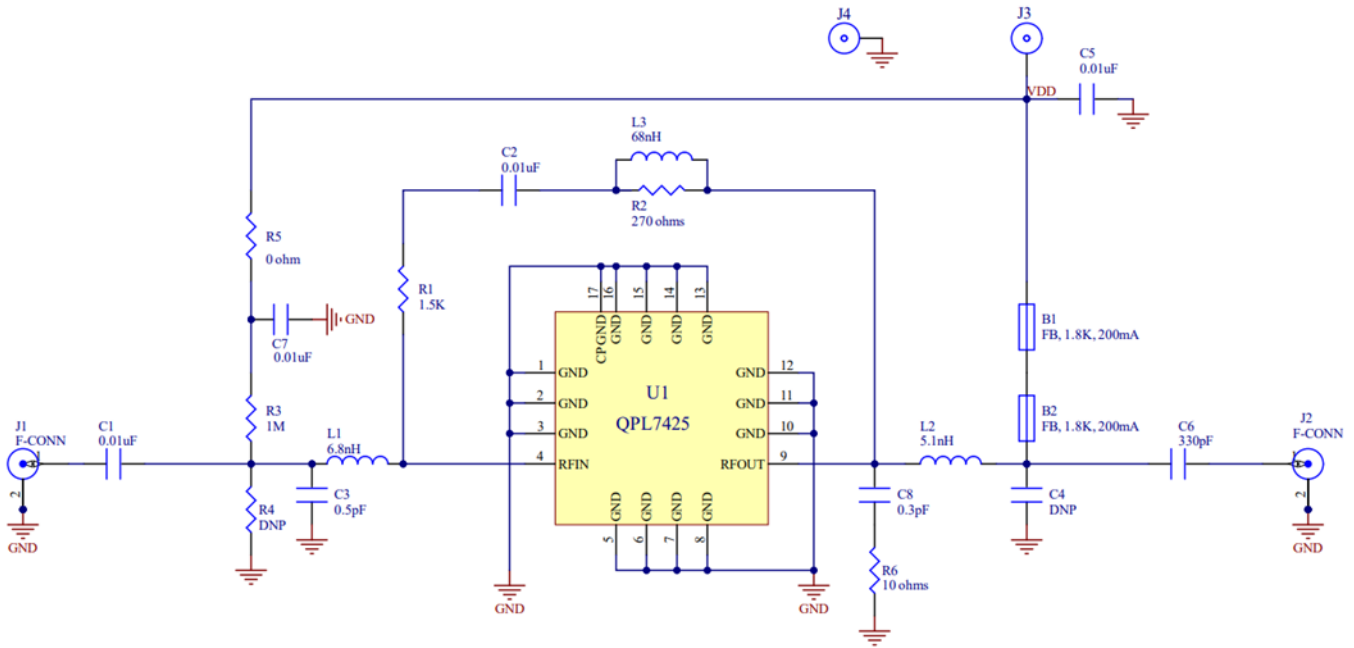 J4
J3
C5
0.01uF
VDD
L3
68nH
C2
0.01uF
R2
270 ohms
R5
0 ohm
R1
1.5K
GND
C7
0.01uF
17
16
15
14
13
CPGND
GND
GND
GND
GND
B1
FB, 1.8K, 200mA
1
GND
12
GND
U1
2
GND
11
GND
QPL7425
3
GND
10
GND
B2
FB, 1.8K, 200mA
R3
1M
J1
F-CONN
C1
0.01uF
L1
6.8nH
4
RFIN
9
RFOUT
L2
5.1nH
C6
330pF
J2
F-CONN
1
1
2
2
GND
GND
R4
DNP
C3
0.5pF
GND
GND
GND
GND
5
6
7
8
C8
0.3pF
C4
DNP
R6
10 ohms
GND
GND